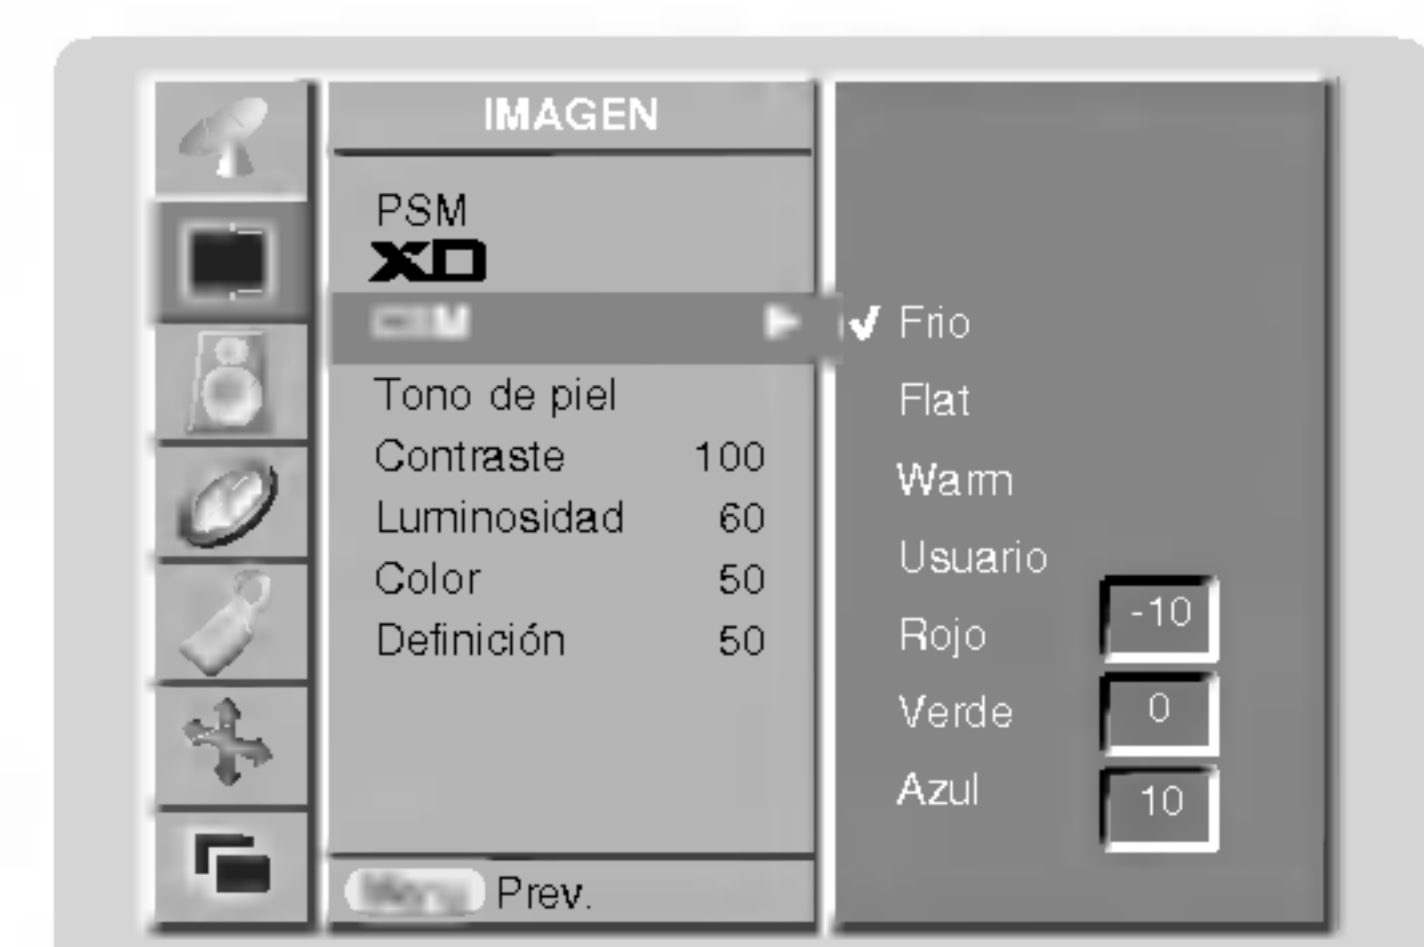 IMAGEN
PSM
XD
Tono de piel
Contraste 100
Luminosidad 60
Color 50
Definición 50
Prev.
Frio
Flat
Warm
Usuario
Rojo -10
Verde 0
Azul 10